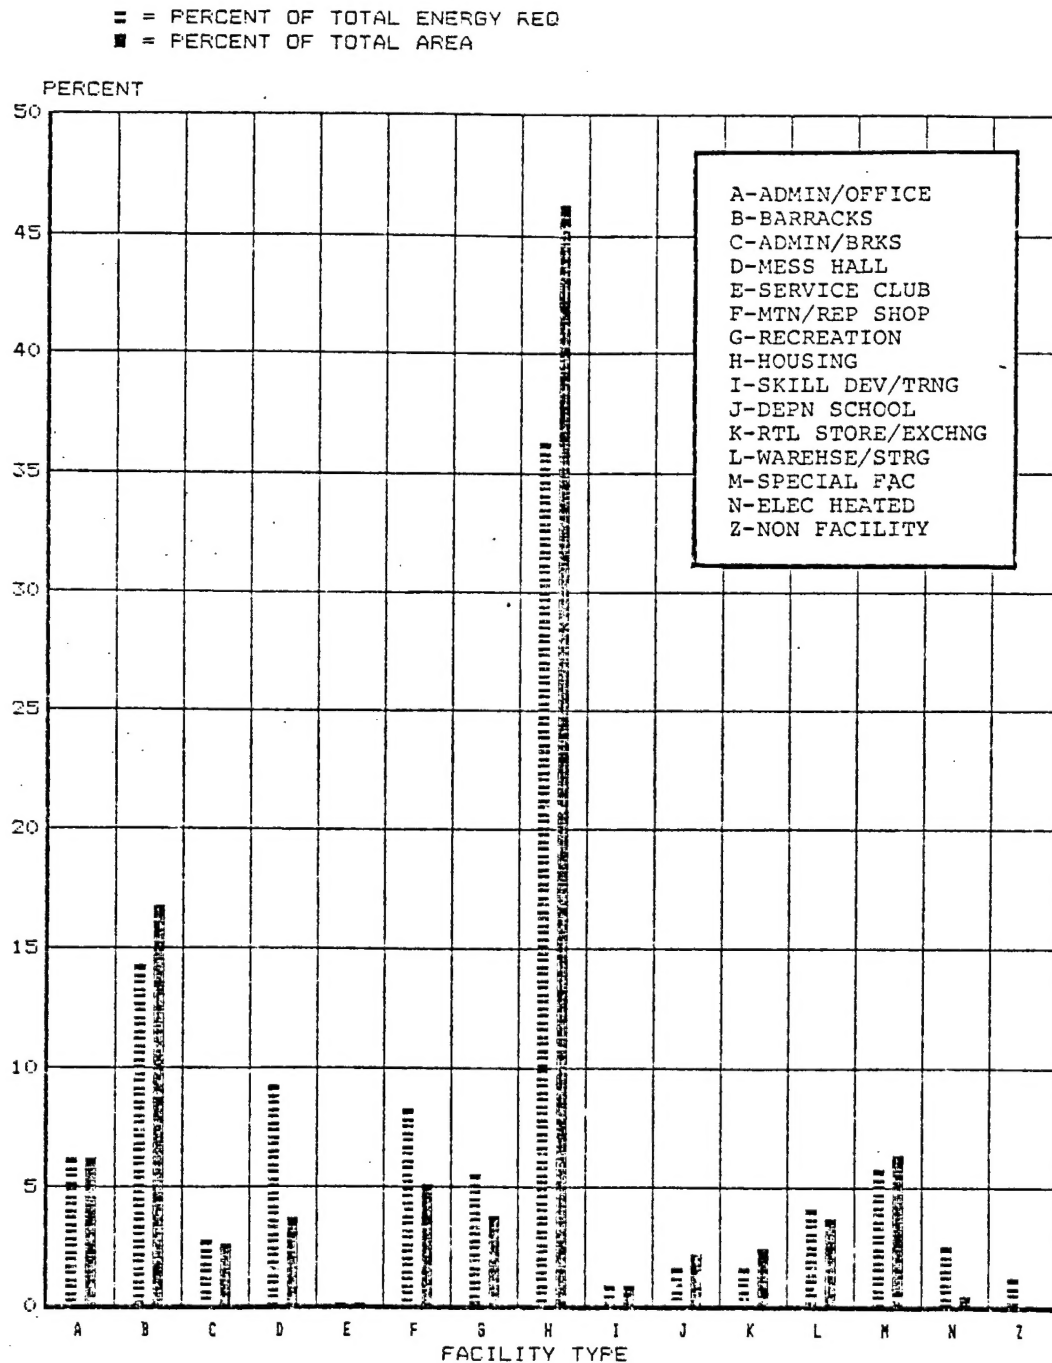 = = PERCENT OF TOTAL ENERGY REQ
■ = PERCENT OF TOTAL AREA
PERCENT
50
45
40
35
30
25
20
15
10
5
0
A-ADMIN/OFFICE
B-BARRACKS
C-ADMIN/BRKS
D-MESS HALL
E-SERVICE CLUB
F-MTN/REP SHOP
G-RECREATION
H-HOUSING
I-SKILL DEV/TRNG
J-DEPN SCHOOL
K-RTL STORE/EXCHNG
L-WAREHSE/STRG
M-SPECIAL FAC
N-ELEC HEATED
Z-NON FACILITY
A B C D E F G H I J K L M N Z
FACILITY TYPE